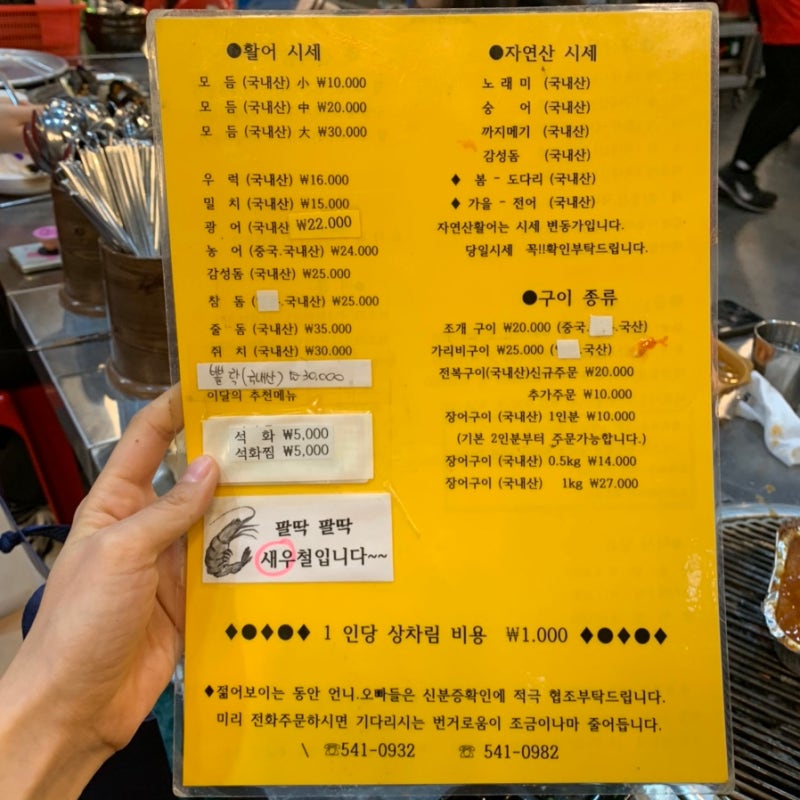 ●활어 시세
모 듬 (국내산) 小 ₩10.000
모 듬 (국내산) 中 ₩20.000
모 듬 (국내산) 大 ₩30.000
우 럭 (국내산) ₩16.000
밀 치 (국내산) ₩15.000
광 어 (국내산) ₩22.000
농 어 (중국.국내산) ₩24.000
감성돔 (국내산) ₩25.000
참 돔 ( .국내산) ₩25.000
줄 돔 (국내산) ₩35.000
쥐 치 (국내산) ₩30.000
뽈락(국내산) ₩30.000
이달의 추천메뉴
석 화 ₩5,000
석화찜 ₩5,000
팔딱 팔딱
새우철입니다~~
●자연산 시세
노 래 미 (국내산)
숭 어 (국내산)
까지메기 (국내산)
감성돔 (국내산)
♦ 봄 - 도다리 (국내산)
♦ 가을 - 전어 (국내산)
자연산활어는 시세 변동가입니다.
당일시세 꼭!!확인부탁드립니다.
●구이 종류
조개 구이 ₩20.000 (중국. .국산)
가리비구이 ₩25.000 ( .국산)
전복구이(국내산)신규주문 ₩20.000
추가주문 ₩10.000
장어구이 (국내산) 1인분 ₩10.000
(기본 2인분부터 주문가능합니다.)
장어구이 (국내산) 0.5kg ₩14.000
장어구이 (국내산) 1kg ₩27.000
♦●♦●♦ 1 인당 상차림 비용 ₩1.000 ♦●♦●♦
♦젊어보이는 동안 언니.오빠들은 신분증확인에 적극 협조부탁드립니다.
미리 전화주문하시면 기다리시는 번거로움이 조금이나마 줄어듭니다.
\ ☏541-0932 ☏ 541-0982